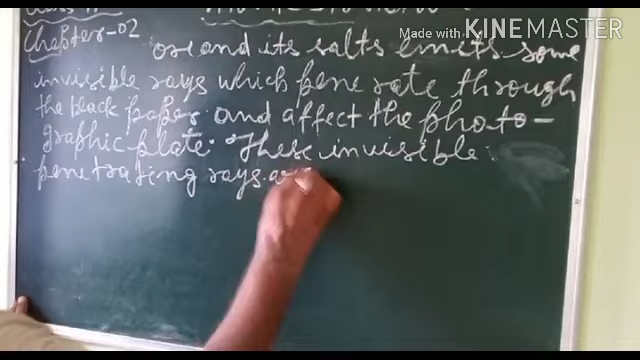 Made with KINEMASTER
Chapter-02
ore and its salts emits some
invisible rays which penetrate through
the black paper and affect the photo-
graphic plate. These invisible
penetrating rays